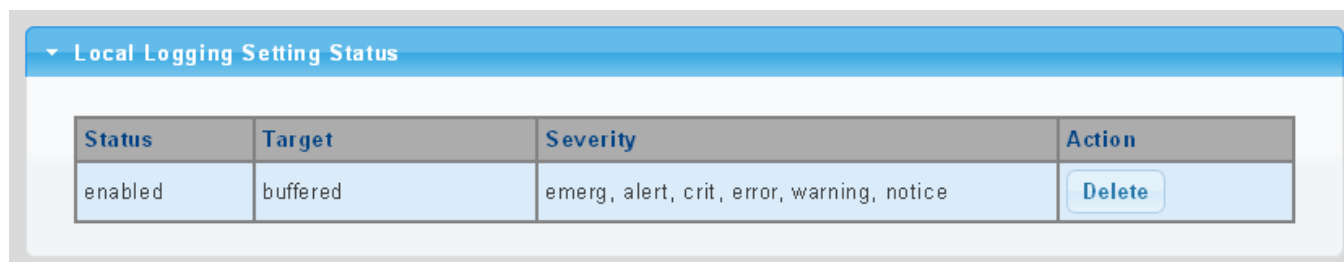 Local Logging Setting Status
Status Target Severity Action
enabled buffered emerg, alert, crit, error, warning, notice Delete